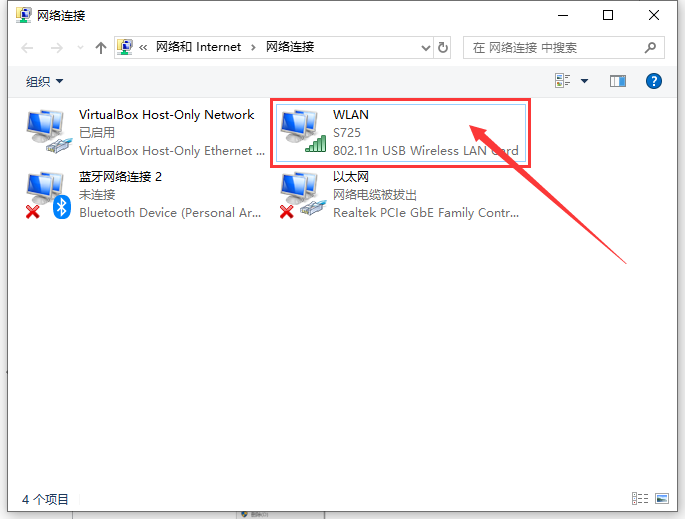 网络连接
« 网络和 Internet › 网络连接
在 网络连接 中搜索
组织
VirtualBox Host-Only Network
已启用
VirtualBox Host-Only Ethernet ...
WLAN
S725
802.11n USB Wireless LAN Card
蓝牙网络连接 2
未连接
Bluetooth Device (Personal Ar...
以太网
网络电缆被拔出
Realtek PCIe GbE Family Contr...
4 个项目